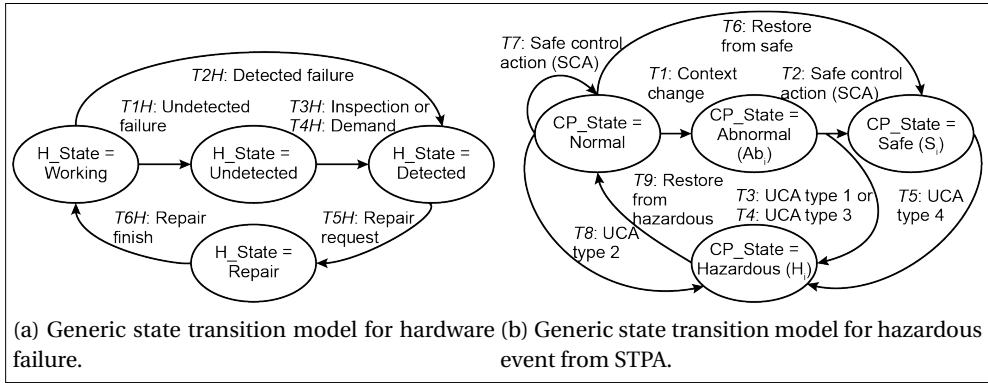 T2H: Detected failure
T1H: Undetected
failure
T3H: Inspection or
T4H: Demand
H_State =
Working
H_State =
Undetected
H_State =
Detected
T6H: Repair
finish
T5H: Repair
request
H_State =
Repair
(a) Generic state transition model for hardware
failure.
T6: Restore
from safe
T7: Safe control
action (SCA)
T1: Context
change
T2: Safe control
action (SCA)
CP_State =
Normal
CP_State =
Abnormal
(Abi)
CP_State =
Safe (Si)
T9: Restore
from
hazardous
T3: UCA type 1 or
T4: UCA type 3
T5: UCA
type 4
T8: UCA
type 2
CP_State =
Hazardous (Hi)
(b) Generic state transition model for hazardous
event from STPA.